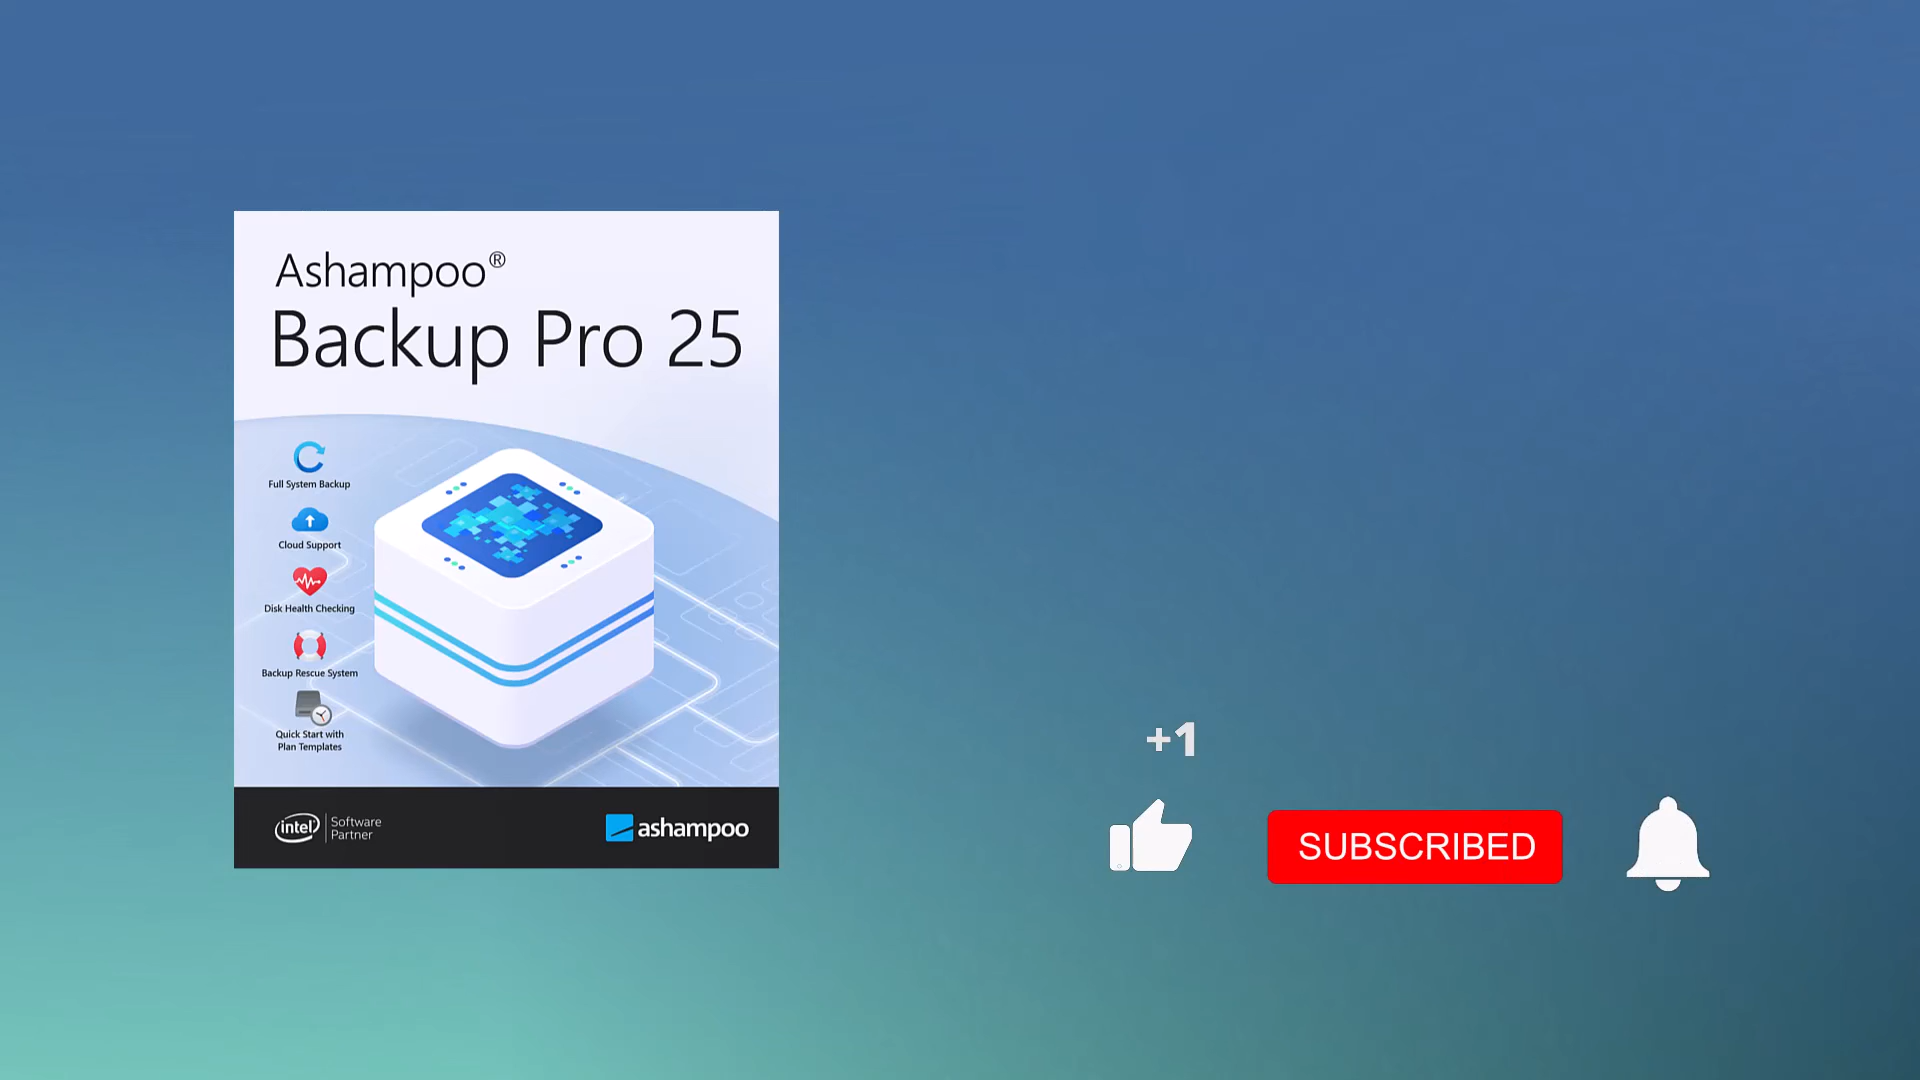 Ashampoo®
Backup Pro 25
Full System Backup
Cloud Support
Disk Health Checking
Backup Rescue System
Quick Start with
Plan Templates
intel Software
Partner
ashampoo
+1
SUBSCRIBED